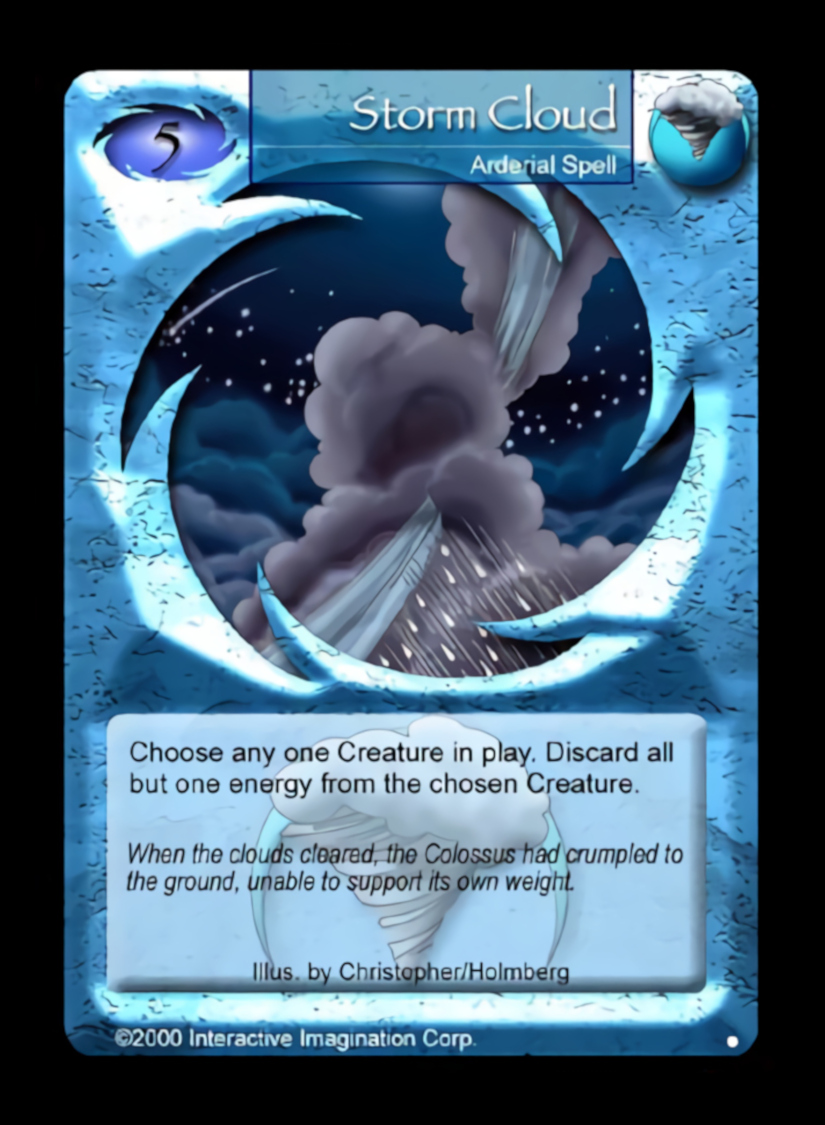 5
Storm Cloud
Arderial Spell
Choose any one Creature in play. Discard all
but one energy from the chosen Creature.
When the clouds cleared, the Colossus had crumpled to
the ground, unable to support its own weight.
Illus. by Christopher/Holmberg
©2000 Interactive Imagination Corp.